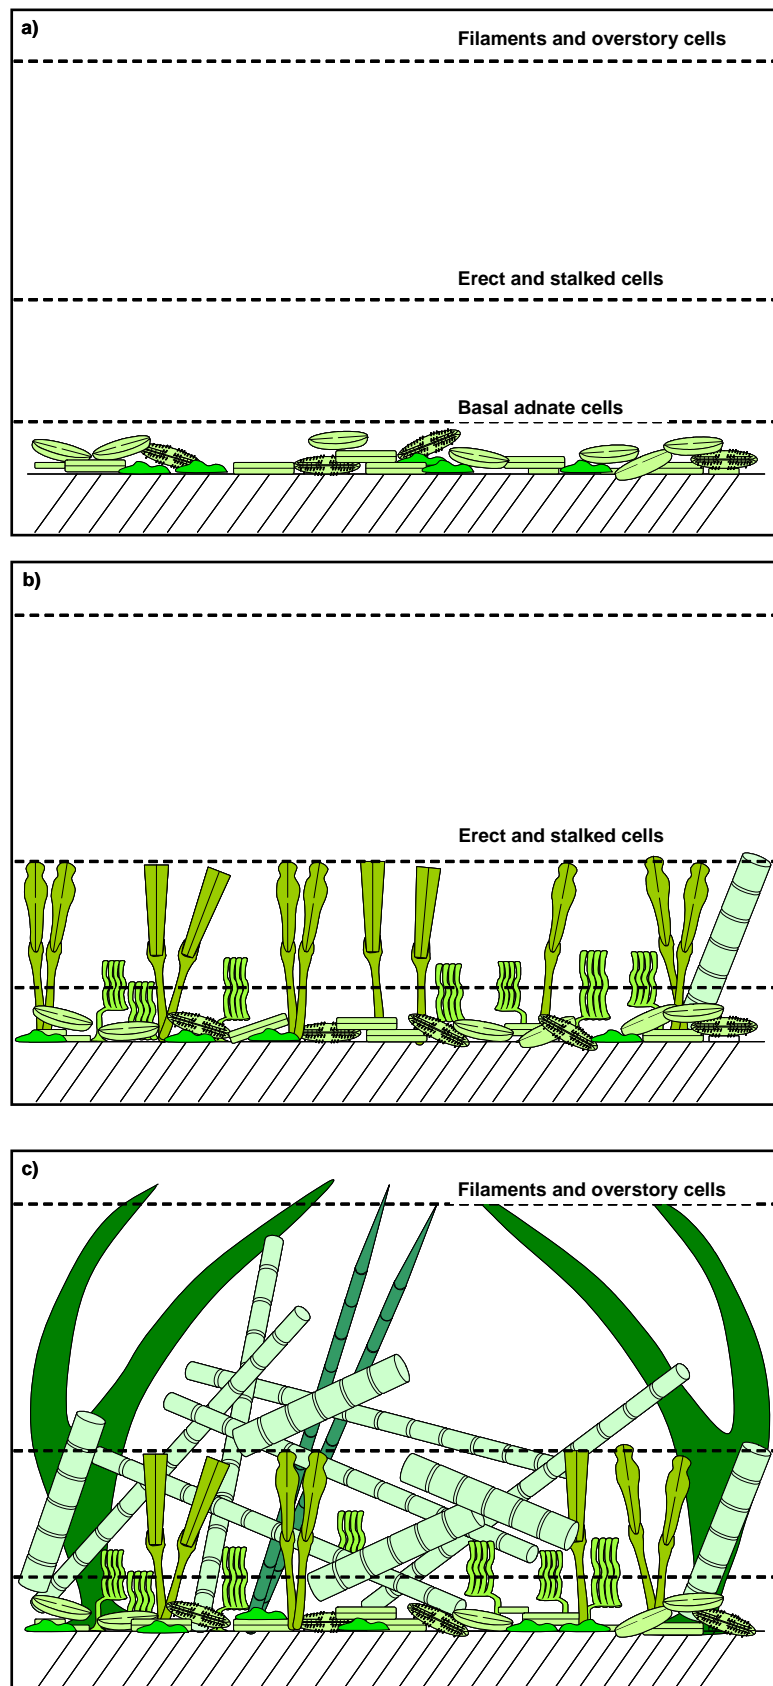 a)
Filaments and overstory cells
Erect and stalked cells
Basal adnate cells
b)
Erect and stalked cells
c)
Filaments and overstory cells